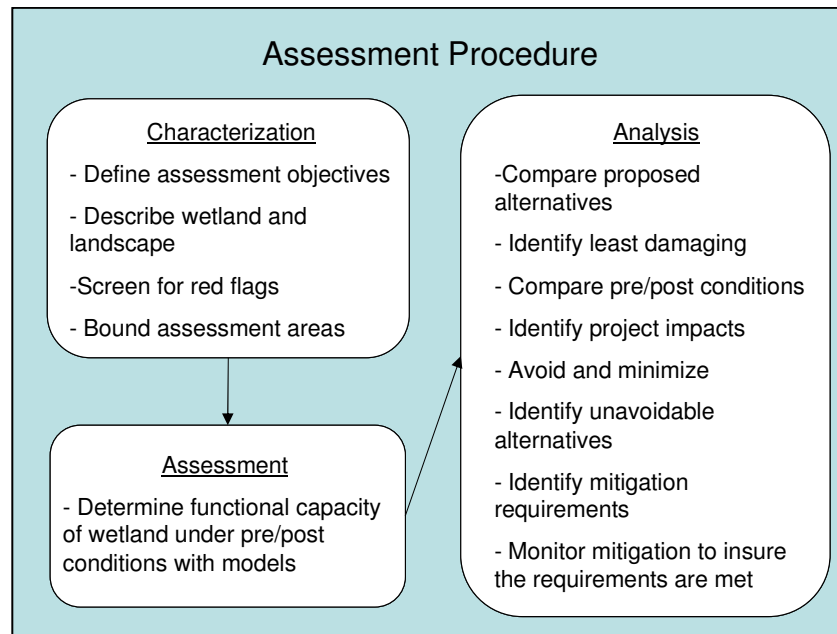 Assessment Procedure
Characterization
- Define assessment objectives
- Describe wetland and
landscape
-Screen for red flags
- Bound assessment areas
Assessment
- Determine functional capacity
of wetland under pre/post
conditions with models
Analysis
-Compare proposed
alternatives
- Identify least damaging
- Compare pre/post conditions
- Identify project impacts
- Avoid and minimize
- Identify unavoidable
alternatives
- Identify mitigation
requirements
- Monitor mitigation to insure
the requirements are met